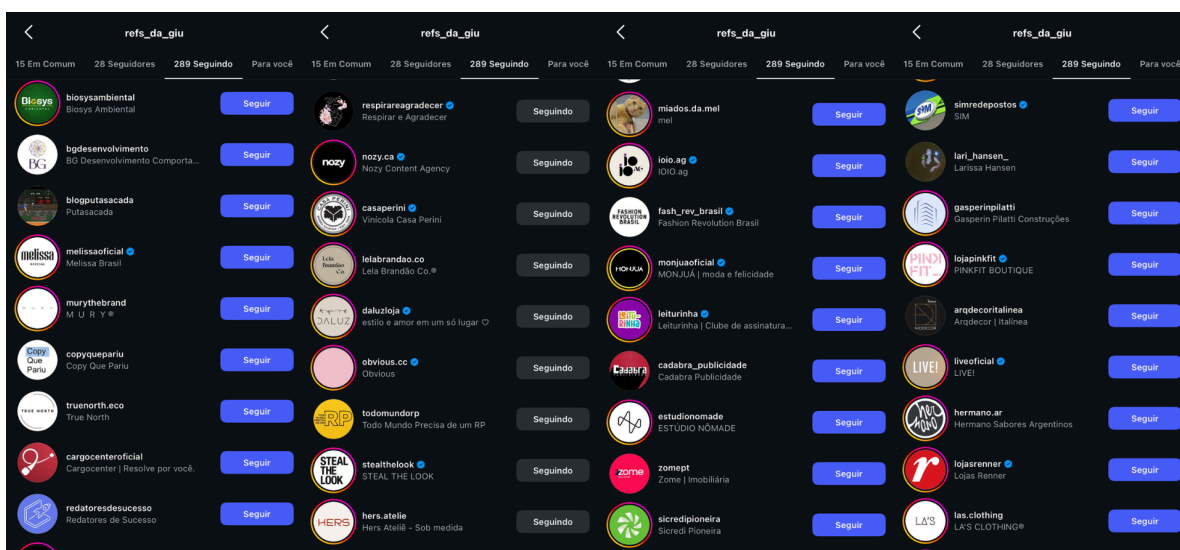 refs_da_giu
15 Em Comum 28 Seguidores 289 Seguindo Para você
Biosys
biosysambiental
Biosys Ambiental
Seguir
BG
bgdesenvolvimento
BG Desenvolvimento Comporta...
Seguir
blogputasacada
Putasacada
Seguir
melissa
melissaoficial
Melissa Brasil
Seguir
murythebrand
M U R Y ®
Seguir
Copy
Que
Pariu
copyquepariu
Copy Que Pariu
Seguir
TRUE NORTH
truenorth.eco
True North
Seguir
cargocenteroficial
Cargocenter | Resolve por você.
Seguir
redatoresdesucesso
Redatores de Sucesso
Seguir
refs_da_giu
15 Em Comum 28 Seguidores 289 Seguindo Para você
respirareagradecer
Respirar e Agradecer
Seguindo
nozy
nozy.ca
Nozy Content Agency
Seguindo
CASA PERINI
casaperini
Vinícola Casa Perini
Seguindo
Lela
Brandão
Co.
lelabrandao.co
Lela Brandão Co.®
Seguindo
DALUZ
daluzloja
estilo e amor em um só lugar ♡
Seguindo
obvious.cc
Obvious
Seguindo
RP
todomundorp
Todo Mundo Precisa de um RP
Seguindo
STEAL
THE
LOOK
stealthelook
STEAL THE LOOK
Seguindo
HERS
hers.atelie
Hers Ateliê - Sob medida
Seguindo
refs_da_giu
15 Em Comum 28 Seguidores 289 Seguindo Para você
miados.da.mel
mel
Seguir
ioio.ag
IOIO.ag
Seguir
FASHION
REVOLUTION
BRASIL
fash_rev_brasil
Fashion Revolution Brasil
Seguir
MONJUÁ
monjuaoficial
MONJUÁ | moda e felicidade
Seguir
LEITU-
RINHA
leiturinha
Leiturinha | Clube de assinatura...
Seguir
Cadabra
cadabra_publicidade
Cadabra Publicidade
Seguir
estudionomade
ESTÚDIO NÔMADE
Seguir
zome
zomept
Zome | Imobiliária
Seguir
sicredipioneira
Sicredi Pioneira
Seguir
refs_da_giu
15 Em Comum 28 Seguidores 289 Seguindo Para você
SIM
simredepostos
SIM
Seguir
lari_hansen_
Larissa Hansen
Seguir
gasperinpilatti
Gasperin Pilatti Construções
Seguir
PINK
FIT
lojapinkfit
PINKFIT BOUTIQUE
Seguir
arqdecoritalinea
Arqdecor | Italínea
Seguir
LIVE!
liveoficial
LIVE!
Seguir
her
mano
hermano.ar
Hermano Sabores Argentinos
Seguir
r
lojasrenner
Lojas Renner
Seguir
LA'S
las.clothing
LA'S CLOTHING®
Seguir